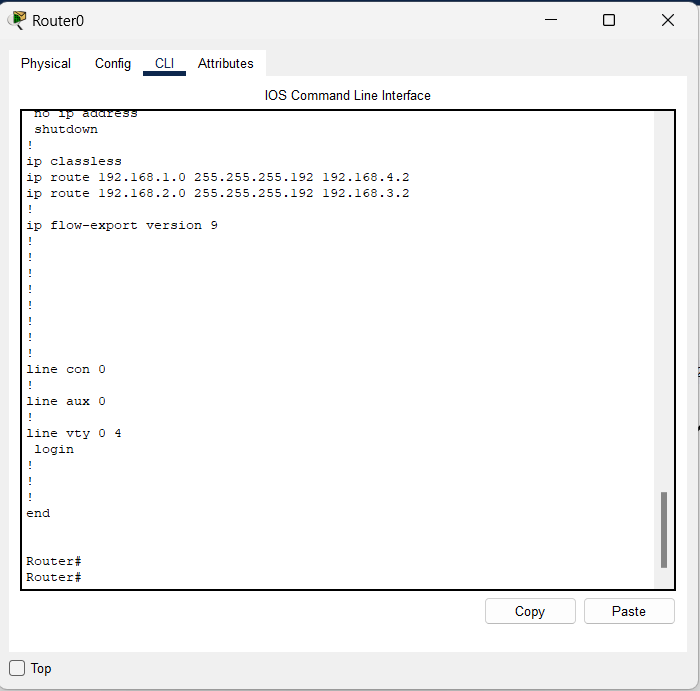 Router0
Physical Config CLI Attributes
IOS Command Line Interface
no ip address
shutdown
!
ip classless
ip route 192.168.1.0 255.255.255.192 192.168.4.2
ip route 192.168.2.0 255.255.255.192 192.168.3.2
!
ip flow-export version 9
!
!
!
!
!
!
!
!
line con 0
!
line aux 0
!
line vty 0 4
login
!
!
!
end
Router#
Router#
Copy Paste
Top